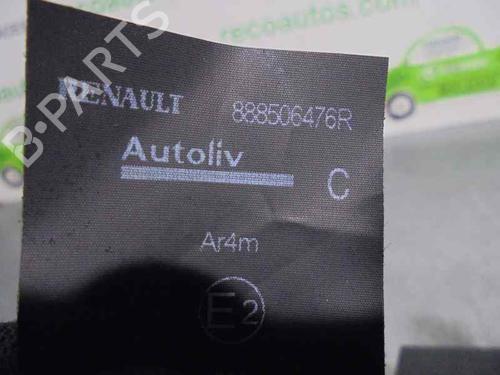 recoautos.com
B-PARTS
RENAULT
888506476R
Autoliv
C
Ar4m
E2